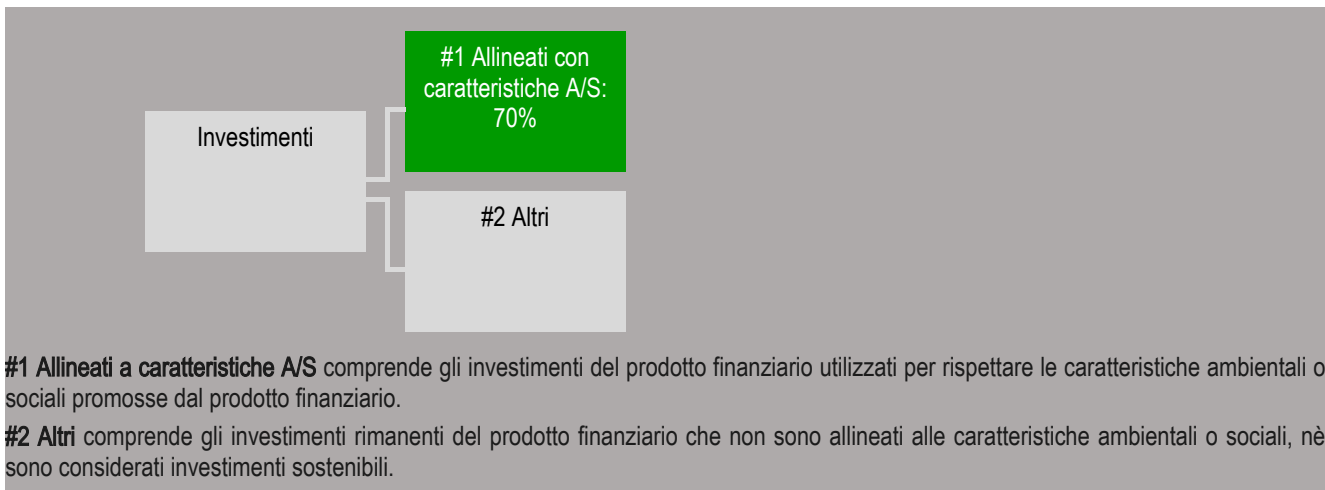 #1 Allineati con
caratteristiche A/S:
70%
Investimenti
#2 Altri
#1 Allineati a caratteristiche A/S comprende gli investimenti del prodotto finanziario utilizzati per rispettare le caratteristiche ambientali o
sociali promosse dal prodotto finanziario.
#2 Altri comprende gli investimenti rimanenti del prodotto finanziario che non sono allineati alle caratteristiche ambientali o sociali, nè
sono considerati investimenti sostenibili.